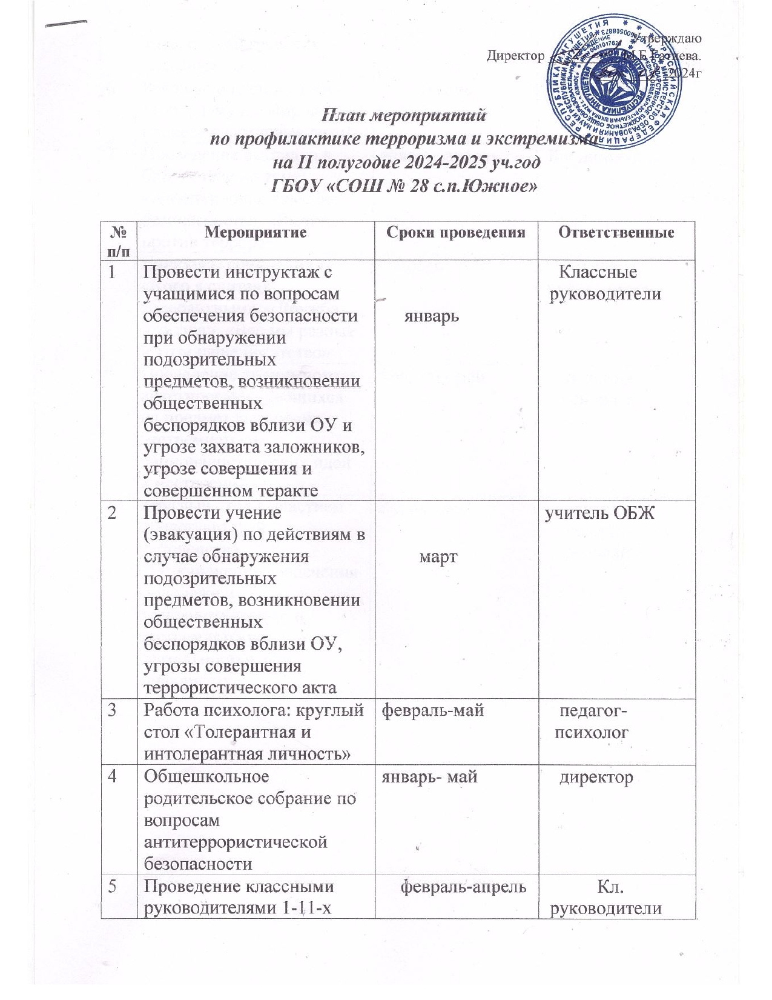 Утверждаю
Директор
2024г
План мероприятий
по профилактике терроризма и экстремизма
на II полугодие 2024-2025 уч.год
ГБОУ «СОШ № 28 с.п.Южное»
№ п/п Мероприятие Сроки проведения Ответственные
1 Провести инструктаж с
учащимися по вопросам
обеспечения безопасности
при обнаружении
подозрительных
предметов, возникновении
общественных
беспорядков вблизи ОУ и
угрозе захвата заложников,
угрозе совершения и
совершенном теракте
январь
Классные
руководители
2 Провести учение
(эвакуация) по действиям в
случае обнаружения
подозрительных
предметов, возникновении
общественных
беспорядков вблизи ОУ,
угрозы совершения
террористического акта
март
учитель ОБЖ
3 Работа психолога: круглый
стол «Толерантная и
интолерантная личность»
февраль-май
педагог-
психолог
4 Общешкольное
родительское собрание по
вопросам
антитеррористической
безопасности
январь- май
директор
5 Проведение классными
руководителями 1-11-х
февраль-апрель
Кл.
руководители